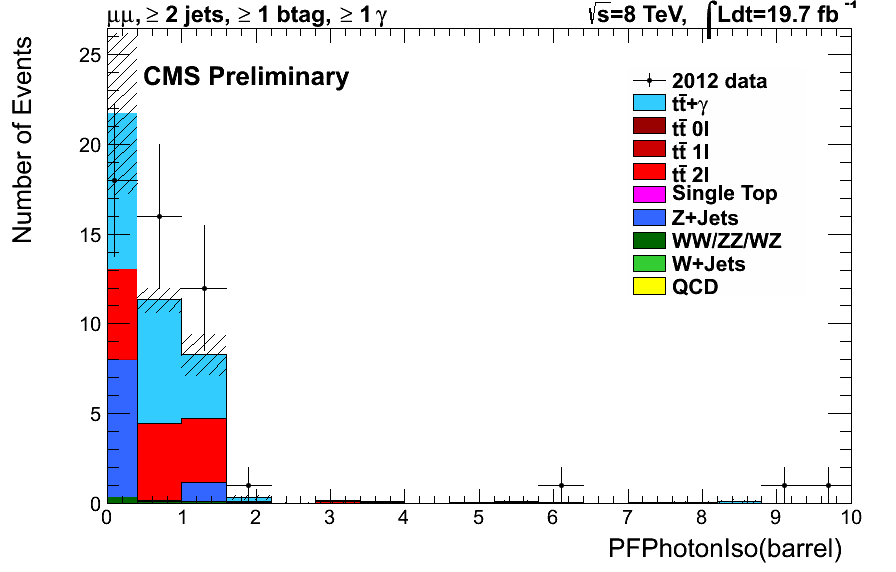 μμ, ≥ 2 jets, ≥ 1 btag, ≥ 1 γ
√s=8 TeV, ∫Ldt=19.7 fb⁻¹
CMS Preliminary
2012 data
tt̄+γ
tt̄ 0l
tt̄ 1l
tt̄ 2l
Single Top
Z+Jets
WW/ZZ/WZ
W+Jets
QCD
Number of Events
25
20
15
10
5
0
0 1 2 3 4 5 6 7 8 9 10
PFPhotonIso(barrel)